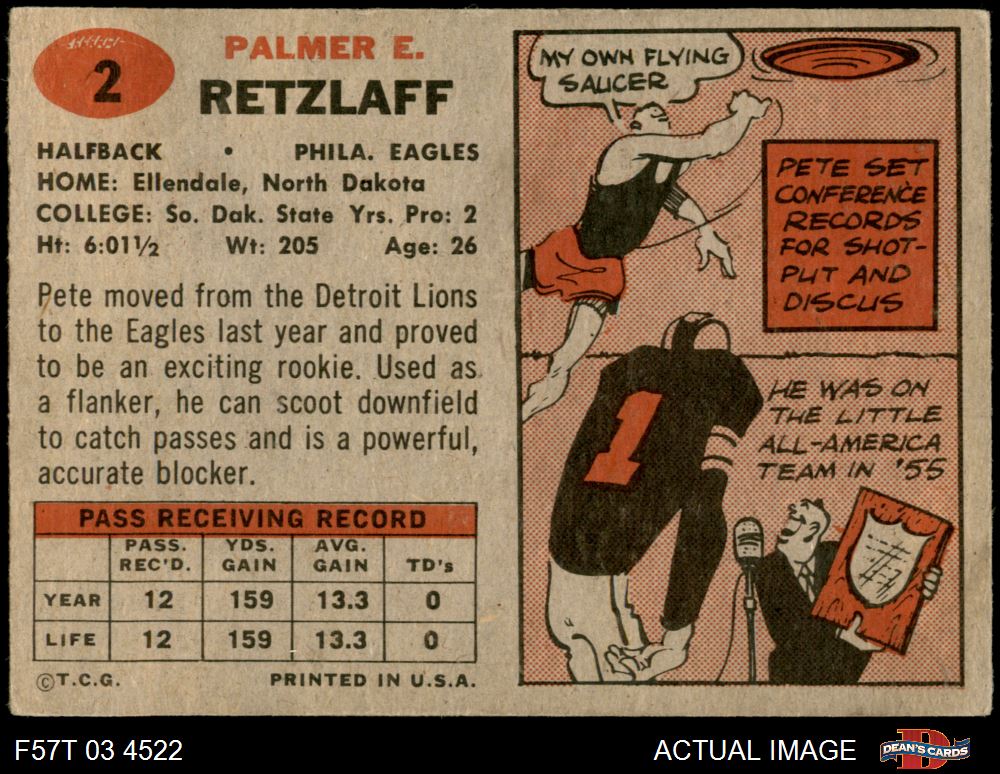 2
PALMER E.
RETZLAFF
HALFBACK • PHILA. EAGLES
HOME: Ellendale, North Dakota
COLLEGE: So. Dak. State Yrs. Pro: 2
Ht: 6:01½ Wt: 205 Age: 26
Pete moved from the Detroit Lions
to the Eagles last year and proved
to be an exciting rookie. Used as
a flanker, he can scoot downfield
to catch passes and is a powerful,
accurate blocker.
PASS RECEIVING RECORD
PASS. REC'D. YDS. GAIN AVG. GAIN TD's
YEAR 12 159 13.3 0
LIFE 12 159 13.3 0
©T.C.G. PRINTED IN U.S.A.
MY OWN FLYING
SAUCER
PETE SET
CONFERENCE
RECORDS
FOR SHOT-
PUT AND
DISCUS
HE WAS ON
THE LITTLE
ALL-AMERICA
TEAM IN '55
1
F57T 03 4522 ACTUAL IMAGE DEAN'S CARDS